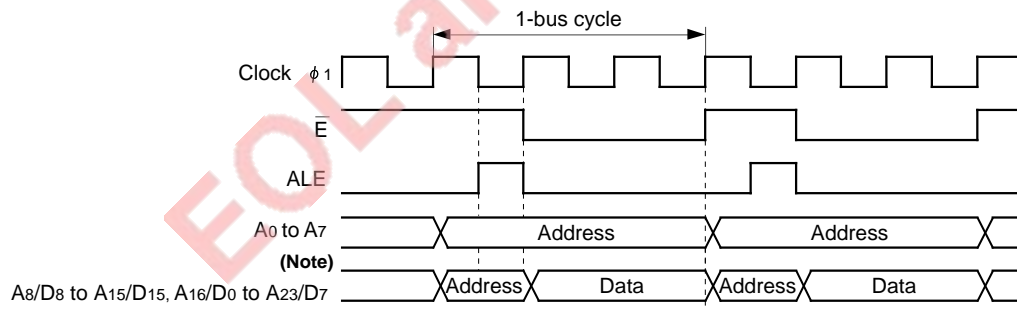 1-bus cycle
Clock ϕ1
E
ALE
A0 to A7 Address Address
(Note)
A8/D8 to A15/D15, A16/D0 to A23/D7 Address Data Address Data
EOL a